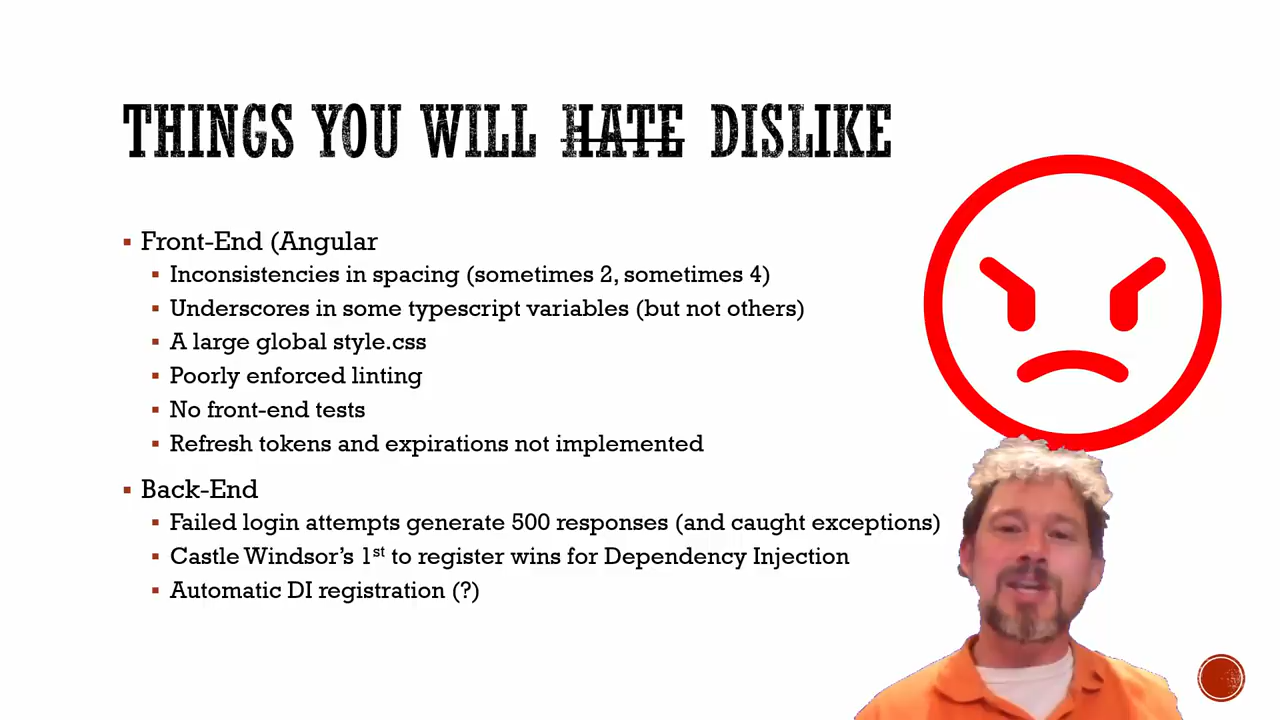 THINGS YOU WILL HATE DISLIKE
Front-End (Angular
Inconsistencies in spacing (sometimes 2, sometimes 4)
Underscores in some typescript variables (but not others)
A large global style.css
Poorly enforced linting
No front-end tests
Refresh tokens and expirations not implemented
Back-End
Failed login attempts generate 500 responses (and caught exceptions)
Castle Windsor's 1st to register wins for Dependency Injection
Automatic DI registration (?)